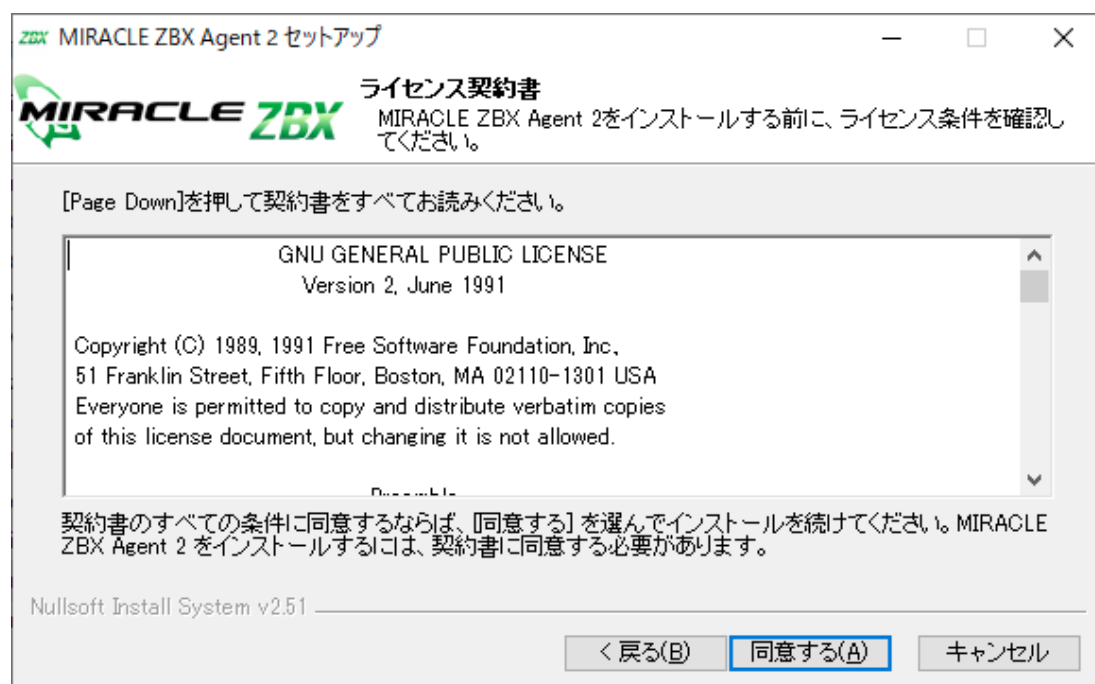 ZBX MIRACLE ZBX Agent 2 セットアップ
MIRACLE ZBX
ライセンス契約書
MIRACLE ZBX Agent 2をインストールする前に、ライセンス条件を確認し
てください。
[Page Down]を押して契約書をすべてお読みください。
GNU GENERAL PUBLIC LICENSE
Version 2, June 1991
Copyright (C) 1989, 1991 Free Software Foundation, Inc.,
51 Franklin Street, Fifth Floor, Boston, MA 02110-1301 USA
Everyone is permitted to copy and distribute verbatim copies
of this license document, but changing it is not allowed.
Preamble
契約書のすべての条件に同意するならば、[同意する] を選んでインストールを続けてください。MIRACLE
ZBX Agent 2 をインストールするには、契約書に同意する必要があります。
Nullsoft Install System v2.51
< 戻る(B)
同意する(A)
キャンセル